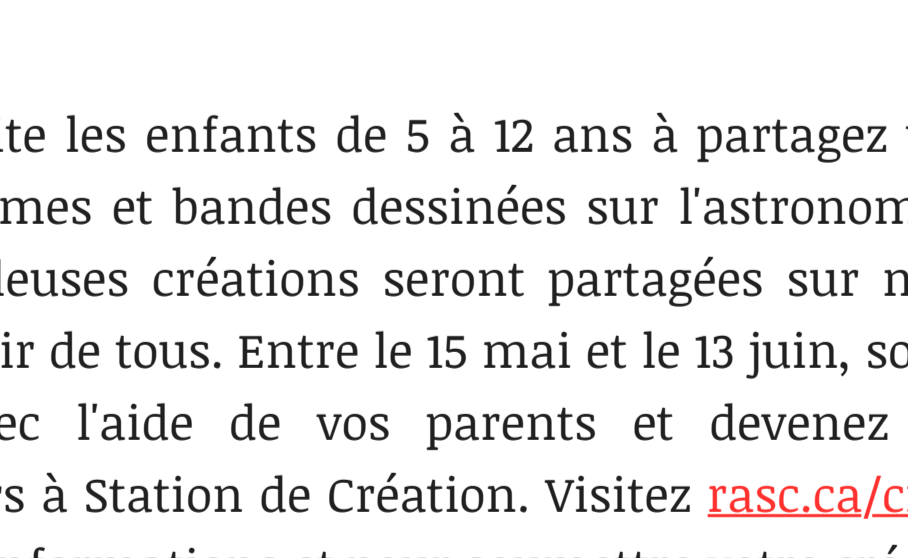 te les enfants de 5 à 12 ans à partagez
mes et bandes dessinées sur l'astronom
leuses créations seront partagées sur n
ir de tous. Entre le 15 mai et le 13 juin, so
ec l'aide de vos parents et devenez
rs à Station de Création. Visitez rasc.ca/c